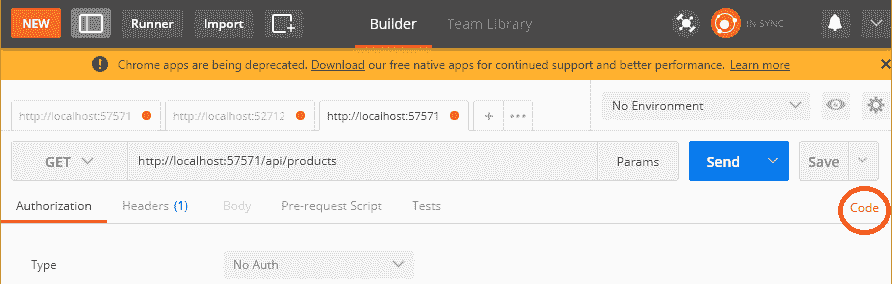 NEW Runner Import Builder Team Library IN SYNC
Chrome apps are being deprecated. Download our free native apps for continued support and better performance. Learn more
http://localhost:57571 http://localhost:52712 http://localhost:57571 No Environment
GET http://localhost:57571/api/products Params Send Save
Authorization Headers (1) Body Pre-request Script Tests Code
Type No Auth